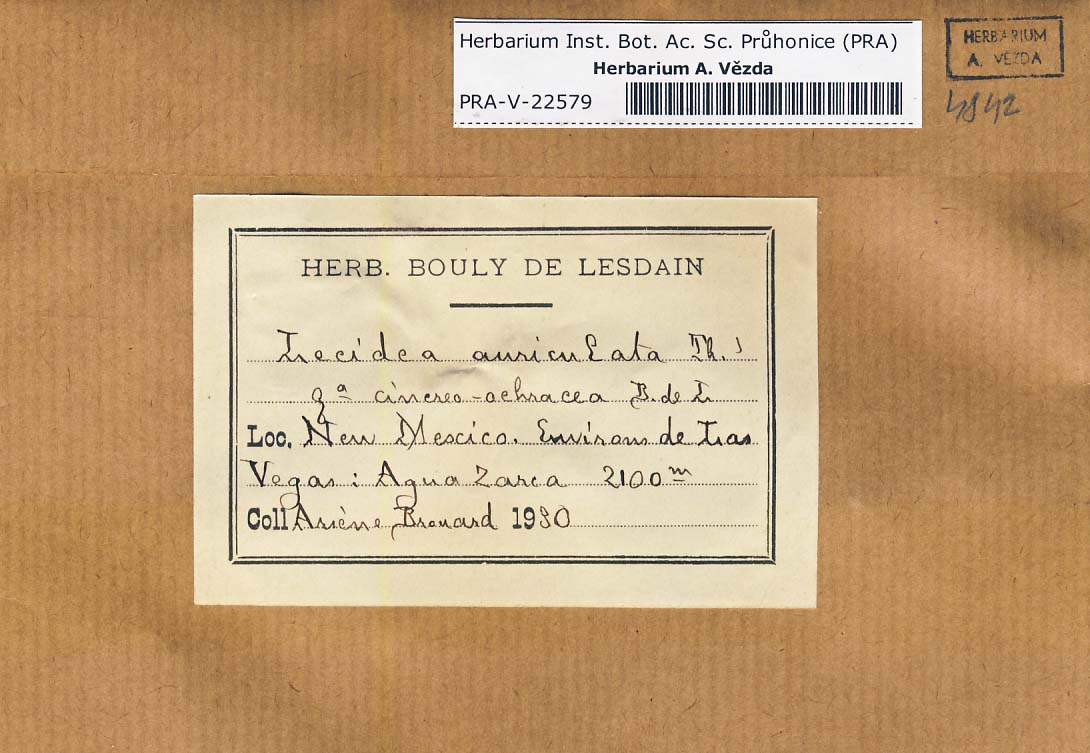 Herbarium Inst. Bot. Ac. Sc. Průhonice (PRA)
Herbarium A. Vězda
PRA-V-22579
HERBARIUM
A. VĚZDA
4842
HERB. BOULY DE LESDAIN
Lecidea auriculata Th.
cinereo-ochracea B. de L
Loc. New Mexico. Environs de Las
Vegas: Agua Zarca 2100 m
Coll Arsène Brouard 1930